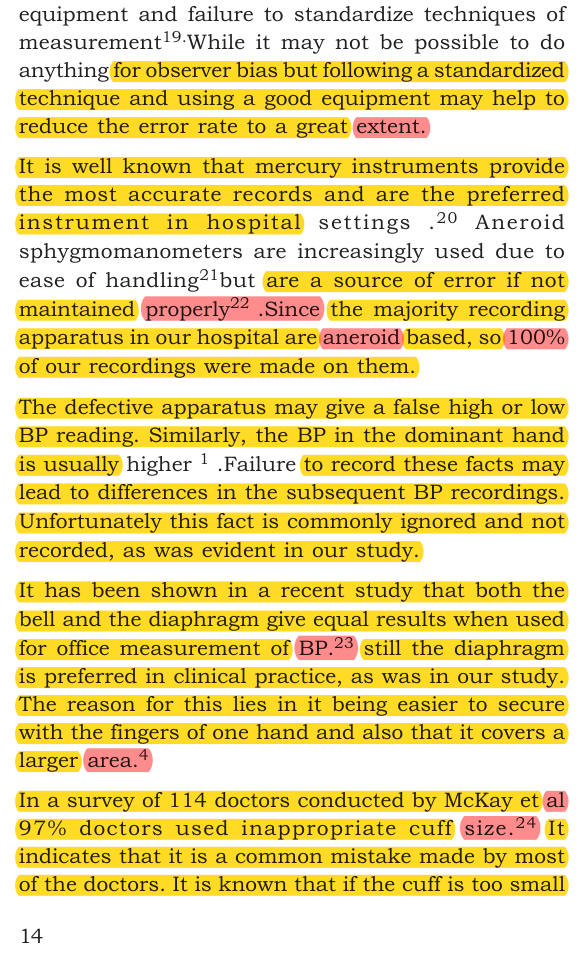 equipment and failure to standardize techniques of
measurement19.While it may not be possible to do
anything for observer bias but following a standardized
technique and using a good equipment may help to
reduce the error rate to a great extent.
It is well known that mercury instruments provide
the most accurate records and are the preferred
instrument in hospital settings .20 Aneroid
sphygmomanometers are increasingly used due to
ease of handling21but are a source of error if not
maintained properly22 .Since the majority recording
apparatus in our hospital are aneroid based, so 100%
of our recordings were made on them.
The defective apparatus may give a false high or low
BP reading. Similarly, the BP in the dominant hand
is usually higher 1 .Failure to record these facts may
lead to differences in the subsequent BP recordings.
Unfortunately this fact is commonly ignored and not
recorded, as was evident in our study.
It has been shown in a recent study that both the
bell and the diaphragm give equal results when used
for office measurement of BP.23 still the diaphragm
is preferred in clinical practice, as was in our study.
The reason for this lies in it being easier to secure
with the fingers of one hand and also that it covers a
larger area.4
In a survey of 114 doctors conducted by McKay et al
97% doctors used inappropriate cuff size.24 It
indicates that it is a common mistake made by most
of the doctors. It is known that if the cuff is too small
14